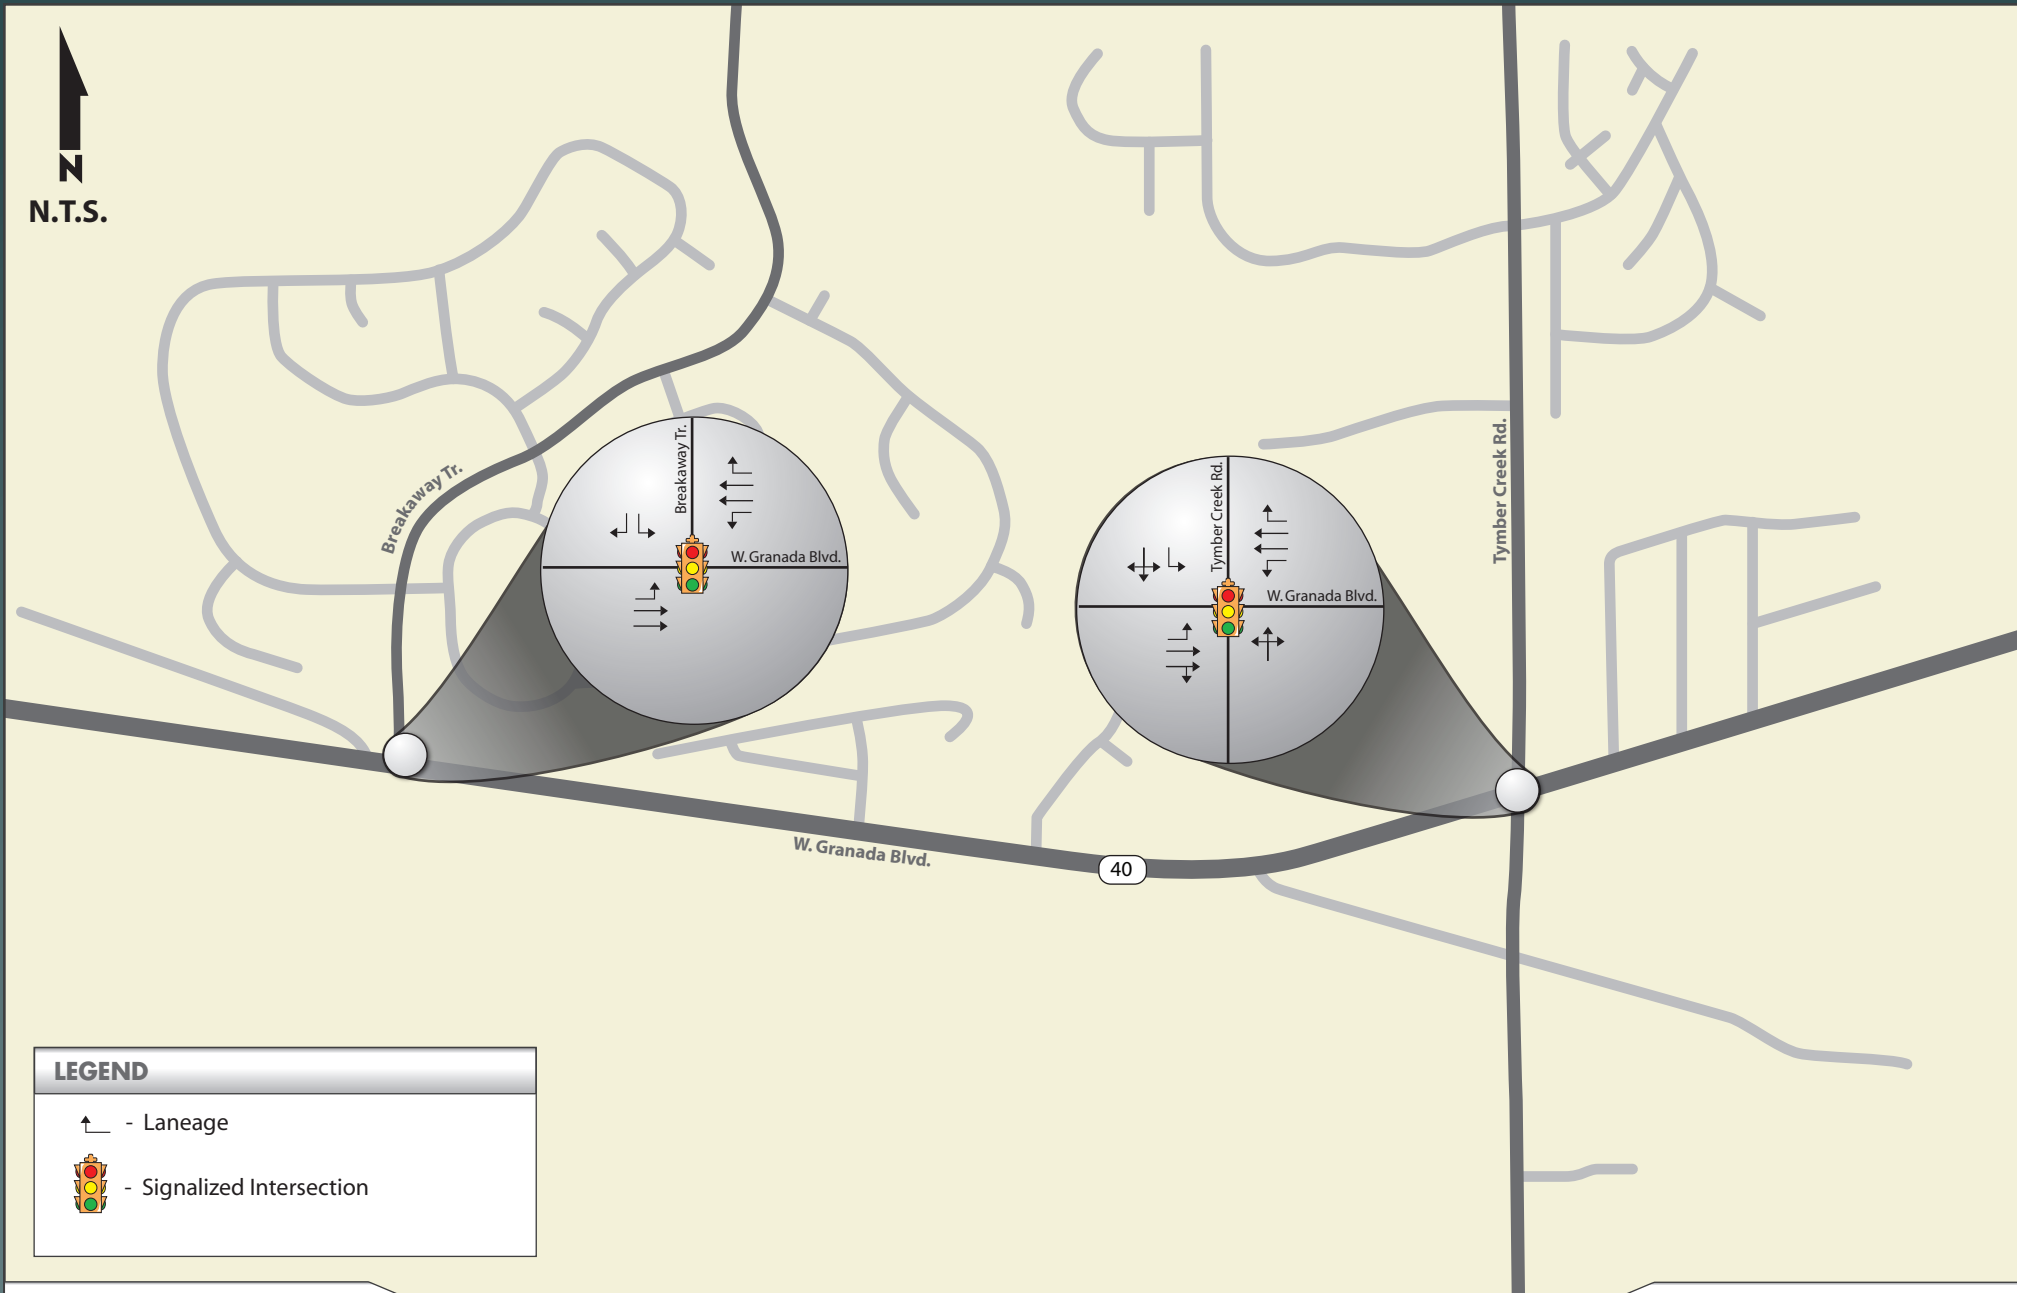 N
N.T.S.
Breakaway Tr.
Breakaway Tr.
W. Granada Blvd.
Tymber Creek Rd.
W. Granada Blvd.
Tymber Creek Rd.
W. Granada Blvd.
40
LEGEND
- Laneage
- Signalized Intersection